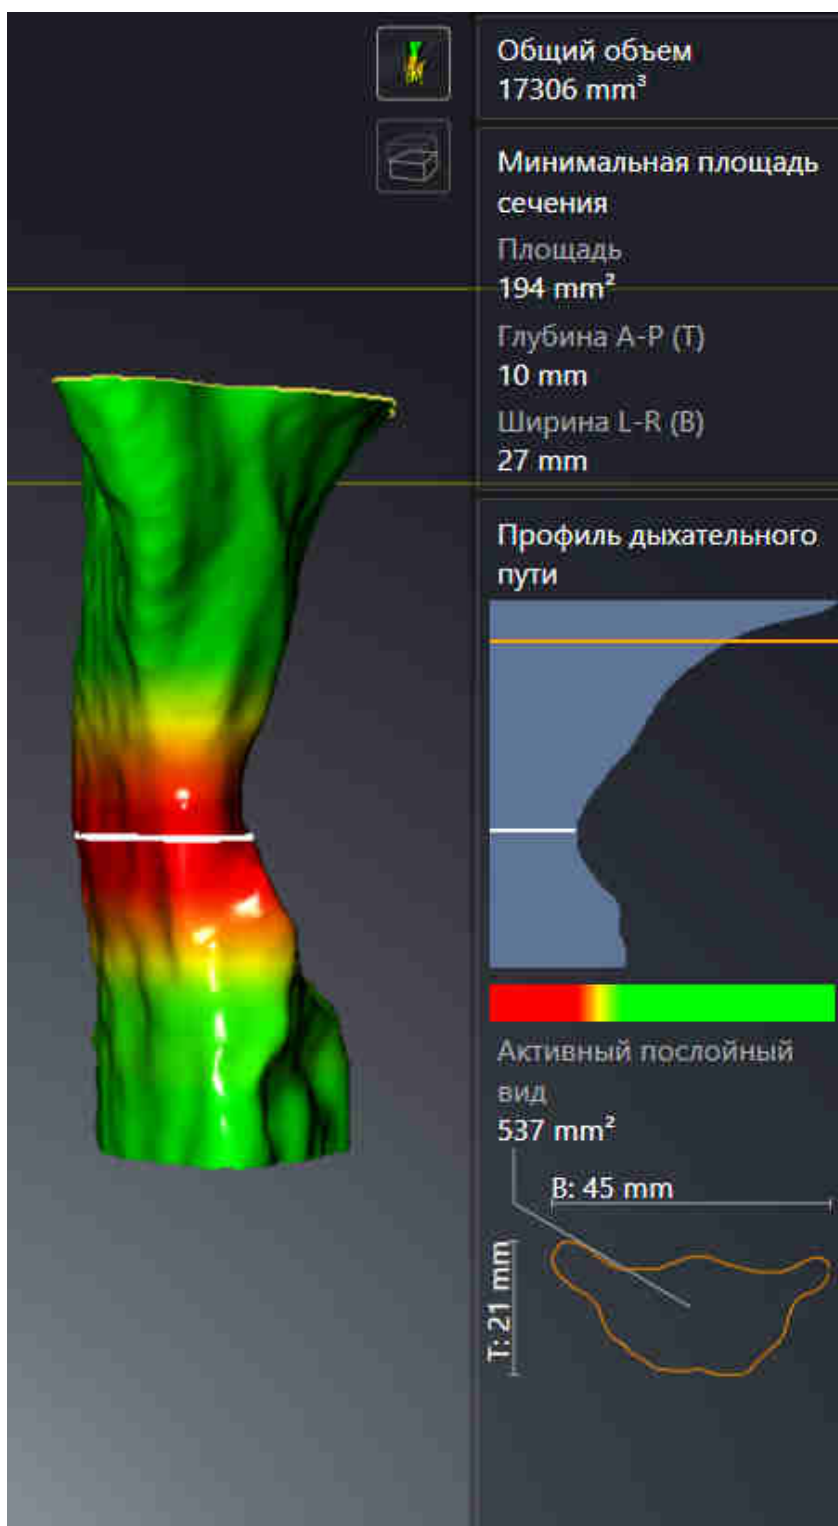 Общий объем
17306 mm³
Минимальная площадь
сечения
Площадь
194 mm²
Глубина A-P (T)
10 mm
Ширина L-R (B)
27 mm
Профиль дыхательного
пути
Активный послойный
вид
537 mm²
B: 45 mm
T: 21 mm